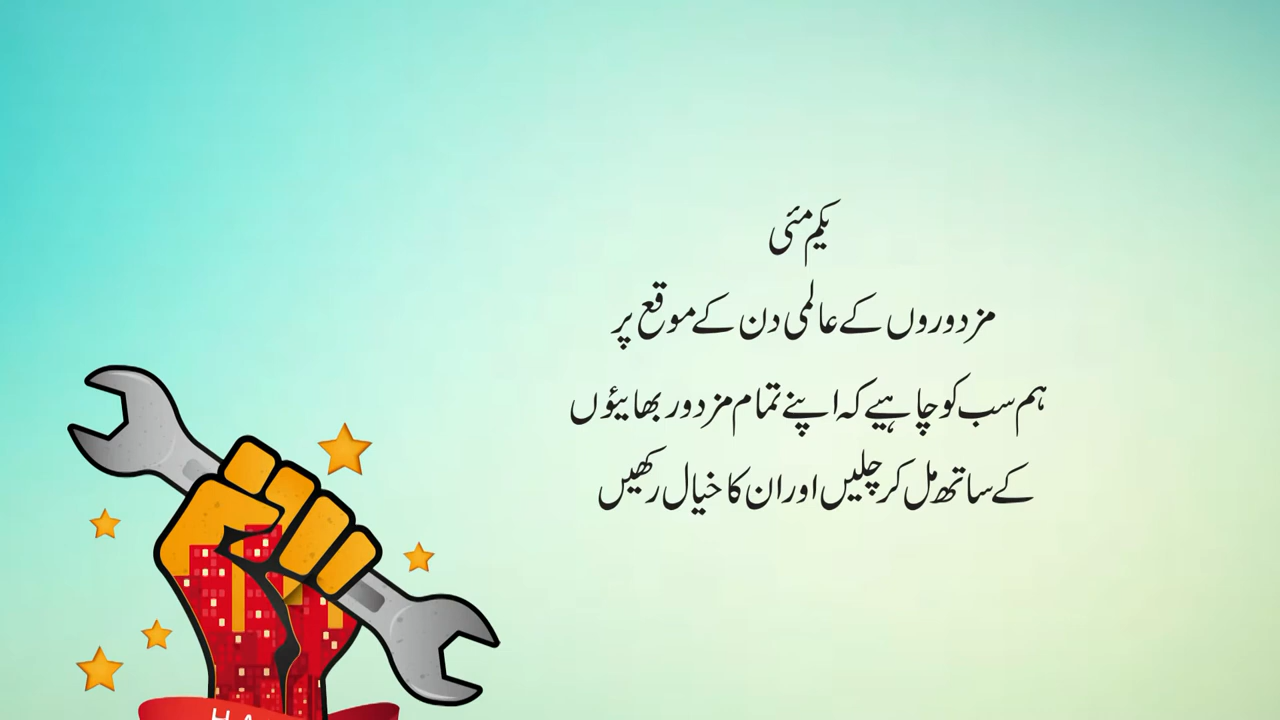 یکم مئی
مزدوروں کے عالمی دن کے موقع پر
ہم سب کو چاہیے کہ اپنے تمام مزدور بھایئوں
کے ساتھ مل کر چلیں اور ان کا خیال رکھیں